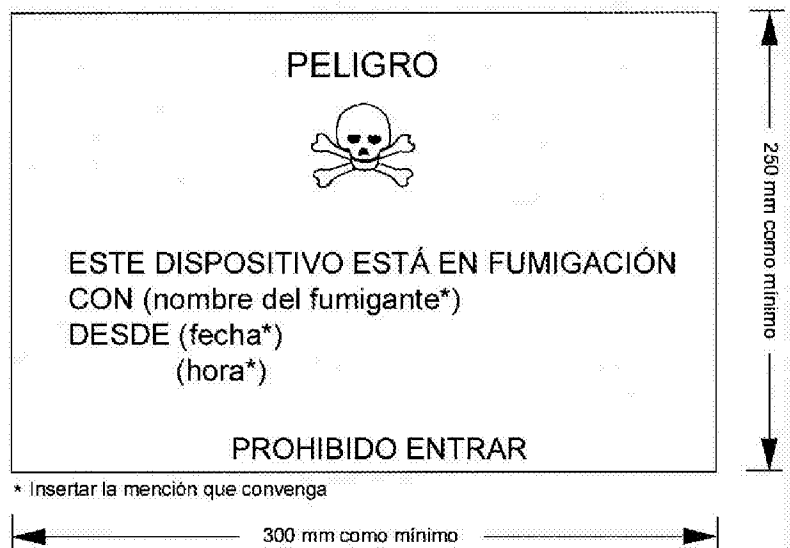 PELIGRO
ESTE DISPOSITIVO ESTÁ EN FUMIGACIÓN
CON (nombre del fumigante*)
DESDE (fecha*)
(hora*)
PROHIBIDO ENTRAR
* Insertar la mención que convenga
300 mm como mínimo
250 mm como mínimo